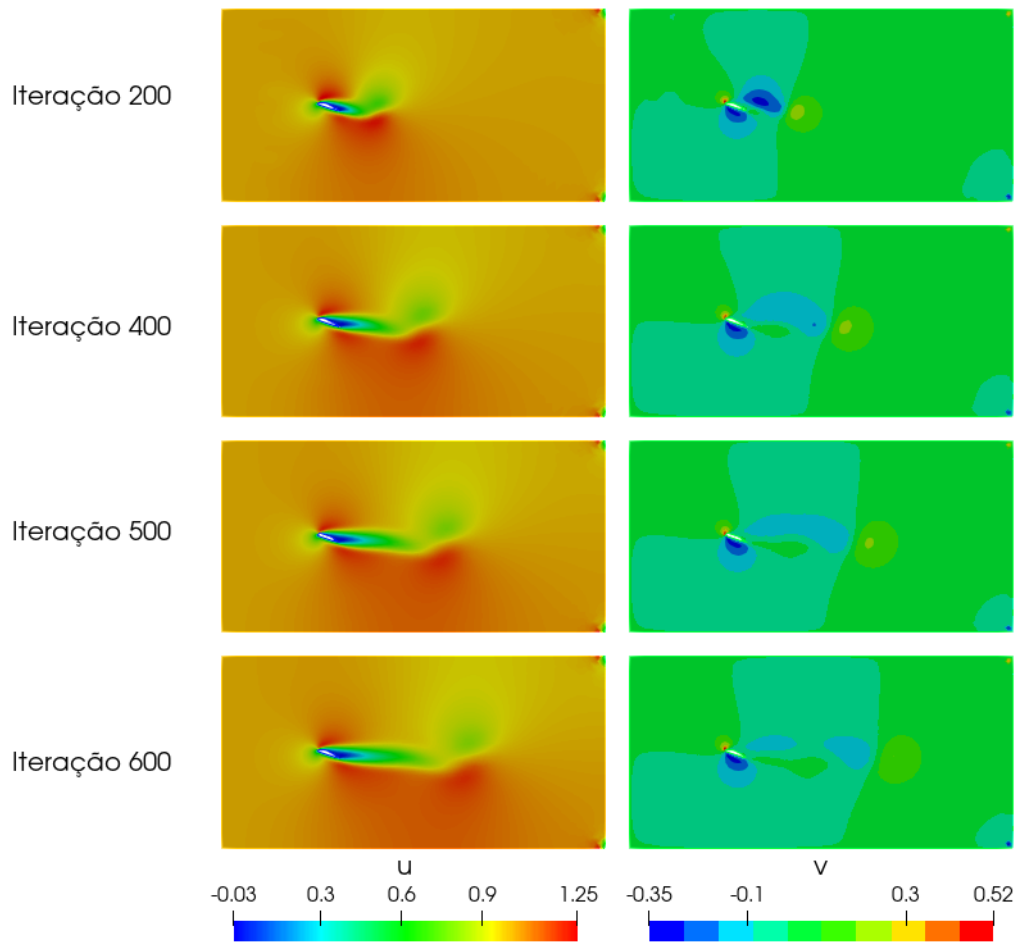 Iteração 200
Iteração 400
Iteração 500
Iteração 600
u
v
-0.03 0.3 0.6 0.9 1.25
-0.35 -0.1 0.3 0.52